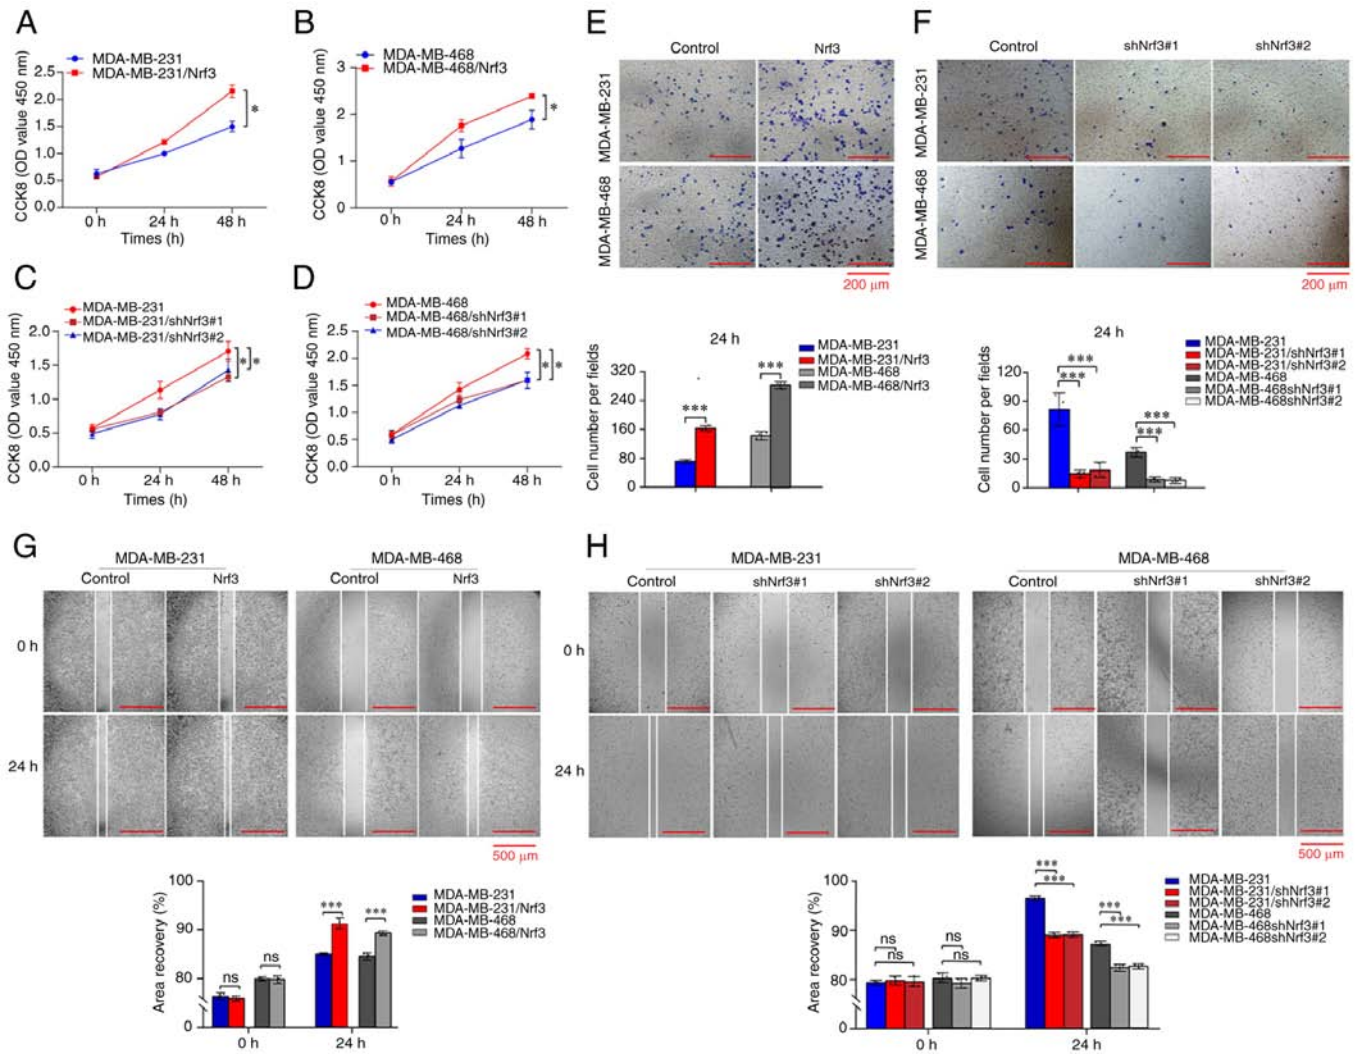 A
MDA-MB-231
MDA-MB-231/Nrf3
CCK8 (OD value 450 nm)
2.5
2.0
1.5
1.0
0.5
0.0
*
0 h 24 h 48 h
Times (h)
B
MDA-MB-468
MDA-MB-468/Nrf3
CCK8 (OD value 450 nm)
3
2
1
0
*
0 h 24 h 48 h
Times (h)
C
MDA-MB-231
MDA-MB-231/shNrf3#1
MDA-MB-231/shNrf3#2
CCK8 (OD value 450 nm)
2.0
1.5
1.0
0.5
0.0
* *
0 h 24 h 48 h
Times (h)
D
MDA-MB-468
MDA-MB-468/shNrf3#1
MDA-MB-468/shNrf3#2
CCK8 (OD value 450 nm)
2.5
2.0
1.5
1.0
0.5
0.0
* *
0 h 24 h 48 h
Times (h)
E
Control Nrf3
MDA-MB-231
MDA-MB-468
200 µm
24 h
MDA-MB-231
MDA-MB-231/Nrf3
MDA-MB-468
MDA-MB-468/Nrf3
Cell number per fields
320
240
160
80
0
*** ***
F
Control shNrf3#1 shNrf3#2
MDA-MB-231
MDA-MB-468
200 µm
24 h
MDA-MB-231
MDA-MB-231/shNrf3#1
MDA-MB-231/shNrf3#2
MDA-MB-468
MDA-MB-468shNrf3#1
MDA-MB-468shNrf3#2
Cell number per fields
120
90
60
30
0
***
***
***
***
G
MDA-MB-231 MDA-MB-468
Control Nrf3 Control Nrf3
0 h
24 h
500 µm
Area recovery (%)
100
90
80
0
ns ns *** ***
0 h 24 h
MDA-MB-231
MDA-MB-231/Nrf3
MDA-MB-468
MDA-MB-468/Nrf3
H
MDA-MB-231 MDA-MB-468
Control shNrf3#1 shNrf3#2 Control shNrf3#1 shNrf3#2
0 h
24 h
500 µm
Area recovery (%)
100
90
80
0
ns ns
ns ns
***
***
***
***
0 h 24 h
MDA-MB-231
MDA-MB-231/shNrf3#1
MDA-MB-231/shNrf3#2
MDA-MB-468
MDA-MB-468shNrf3#1
MDA-MB-468shNrf3#2